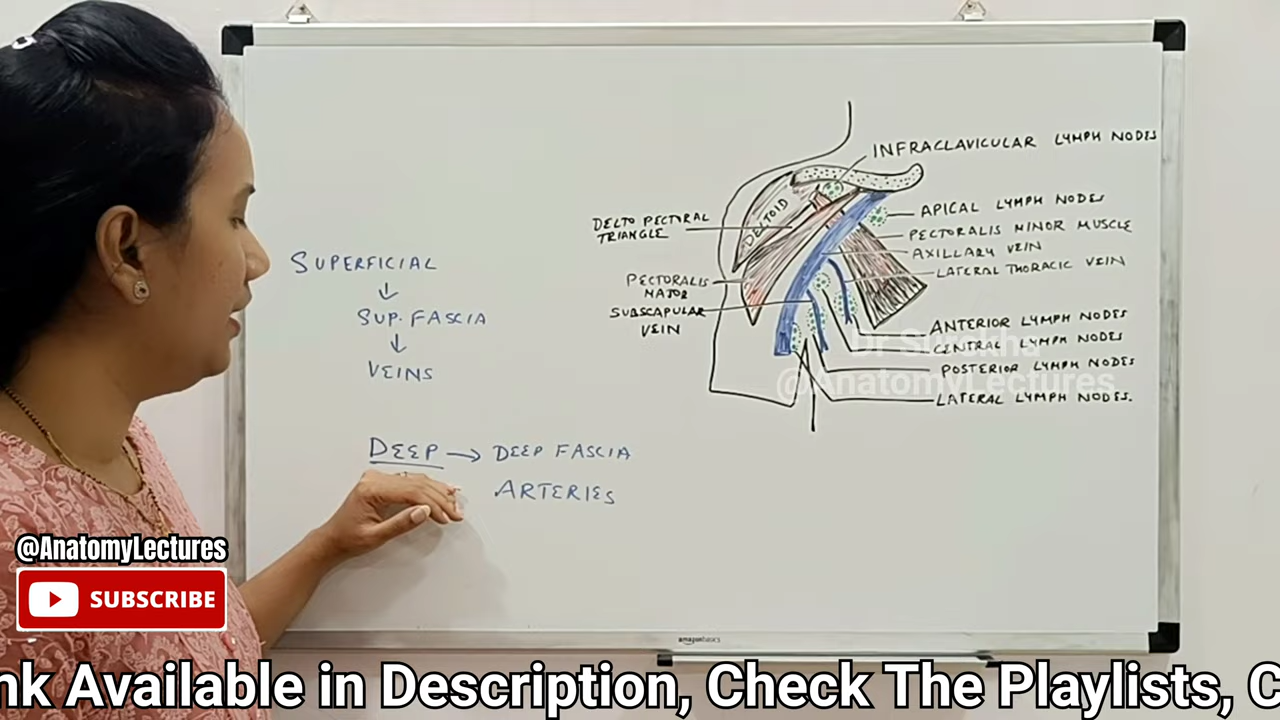 INFRACLAVICULAR LYMPH NODES
DELTOID
APICAL LYMPH NODES
DELTO PECTORAL
TRIANGLE
PECTORALIS MINOR MUSCLE
AXILLARY VEIN
LATERAL THORACIC VEIN
SUPERFICIAL
↓
SUP. FASCIA
↓
VEINS
PECTORALIS
MAJOR
SUBSCAPULAR
VEIN
ANTERIOR LYMPH NODES
CENTRAL LYMPH NODES
POSTERIOR LYMPH NODES
LATERAL LYMPH NODES.
@AnatomyLectures
DEEP → DEEP FASCIA
ARTERIES
@AnatomyLectures
SUBSCRIBE
amazonbasics
nk Available in Description, Check The Playlists, C